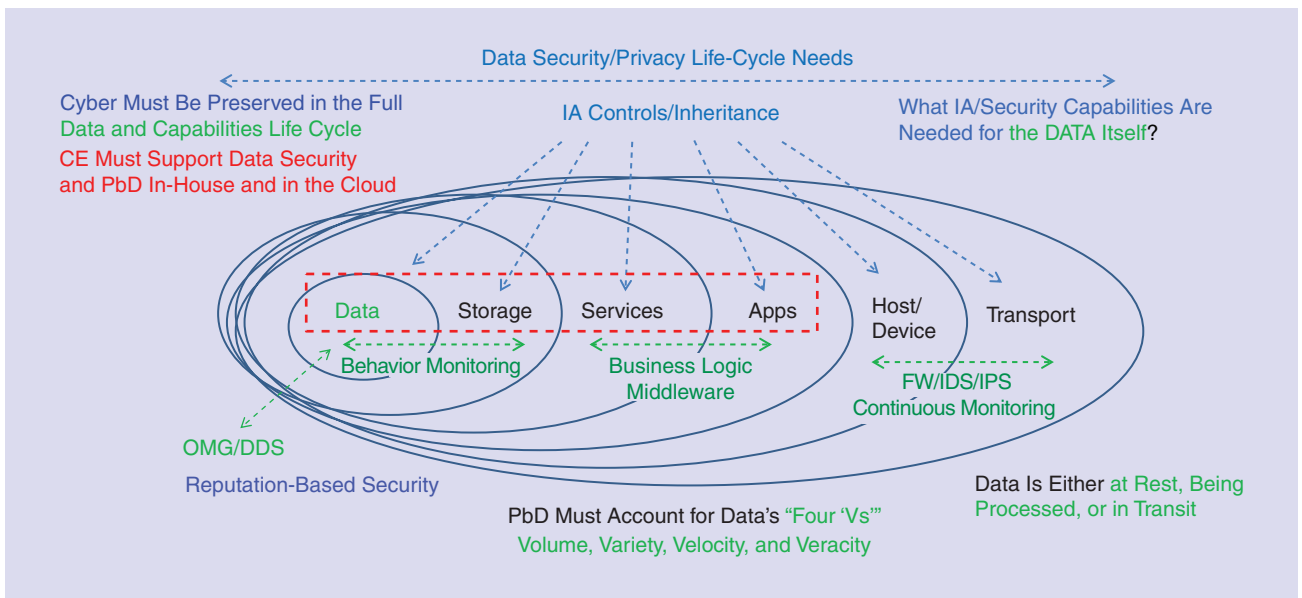 Data Security/Privacy Life-Cycle Needs
Cyber Must Be Preserved in the Full
Data and Capabilities Life Cycle
CE Must Support Data Security
and PbD In-House and in the Cloud
IA Controls/Inheritance
What IA/Security Capabilities Are
Needed for the DATA Itself?
Data
Storage
Services
Apps
Host/
Device
Transport
Behavior Monitoring
Business Logic
Middleware
FW/IDS/IPS
Continuous Monitoring
OMG/DDS
Reputation-Based Security
PbD Must Account for Data's “Four ‘Vs’”
Volume, Variety, Velocity, and Veracity
Data Is Either at Rest, Being
Processed, or in Transit